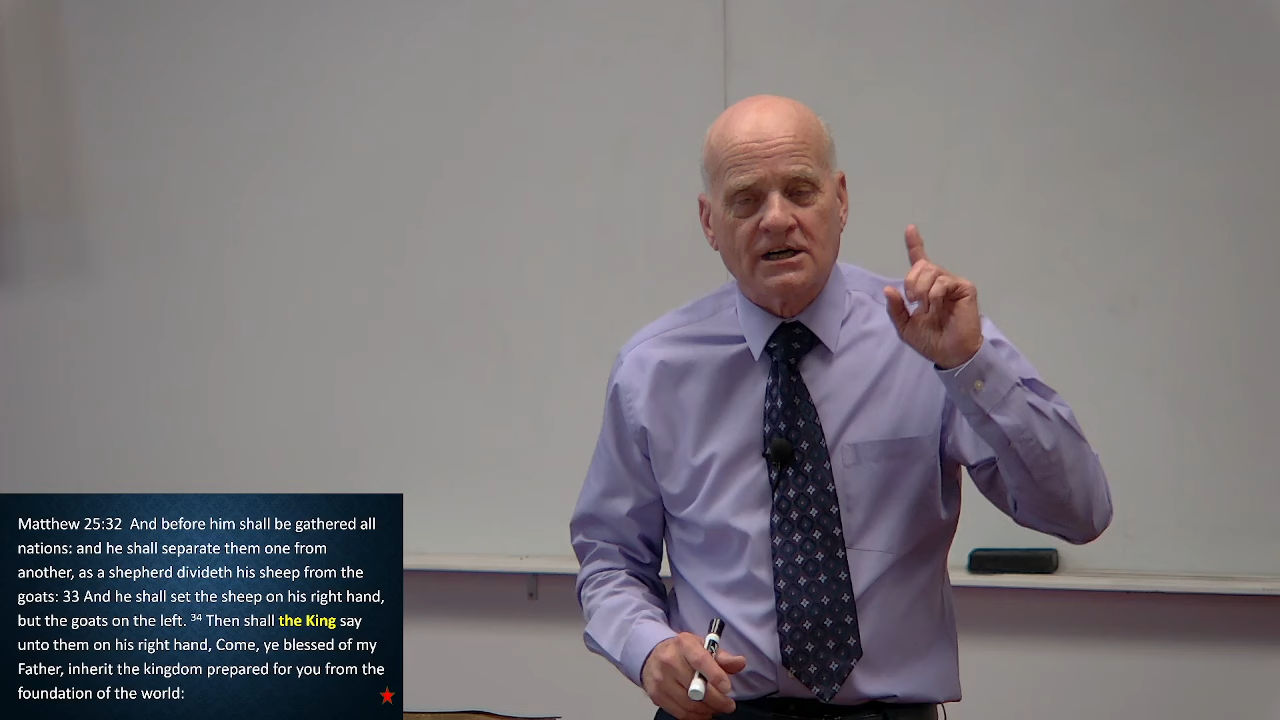 Matthew 25:32  And before him shall be gathered all
nations: and he shall separate them one from
another, as a shepherd divideth his sheep from the
goats: 33 And he shall set the sheep on his right hand,
but the goats on the left. 34 Then shall the King say
unto them on his right hand, Come, ye blessed of my
Father, inherit the kingdom prepared for you from the
foundation of the world: